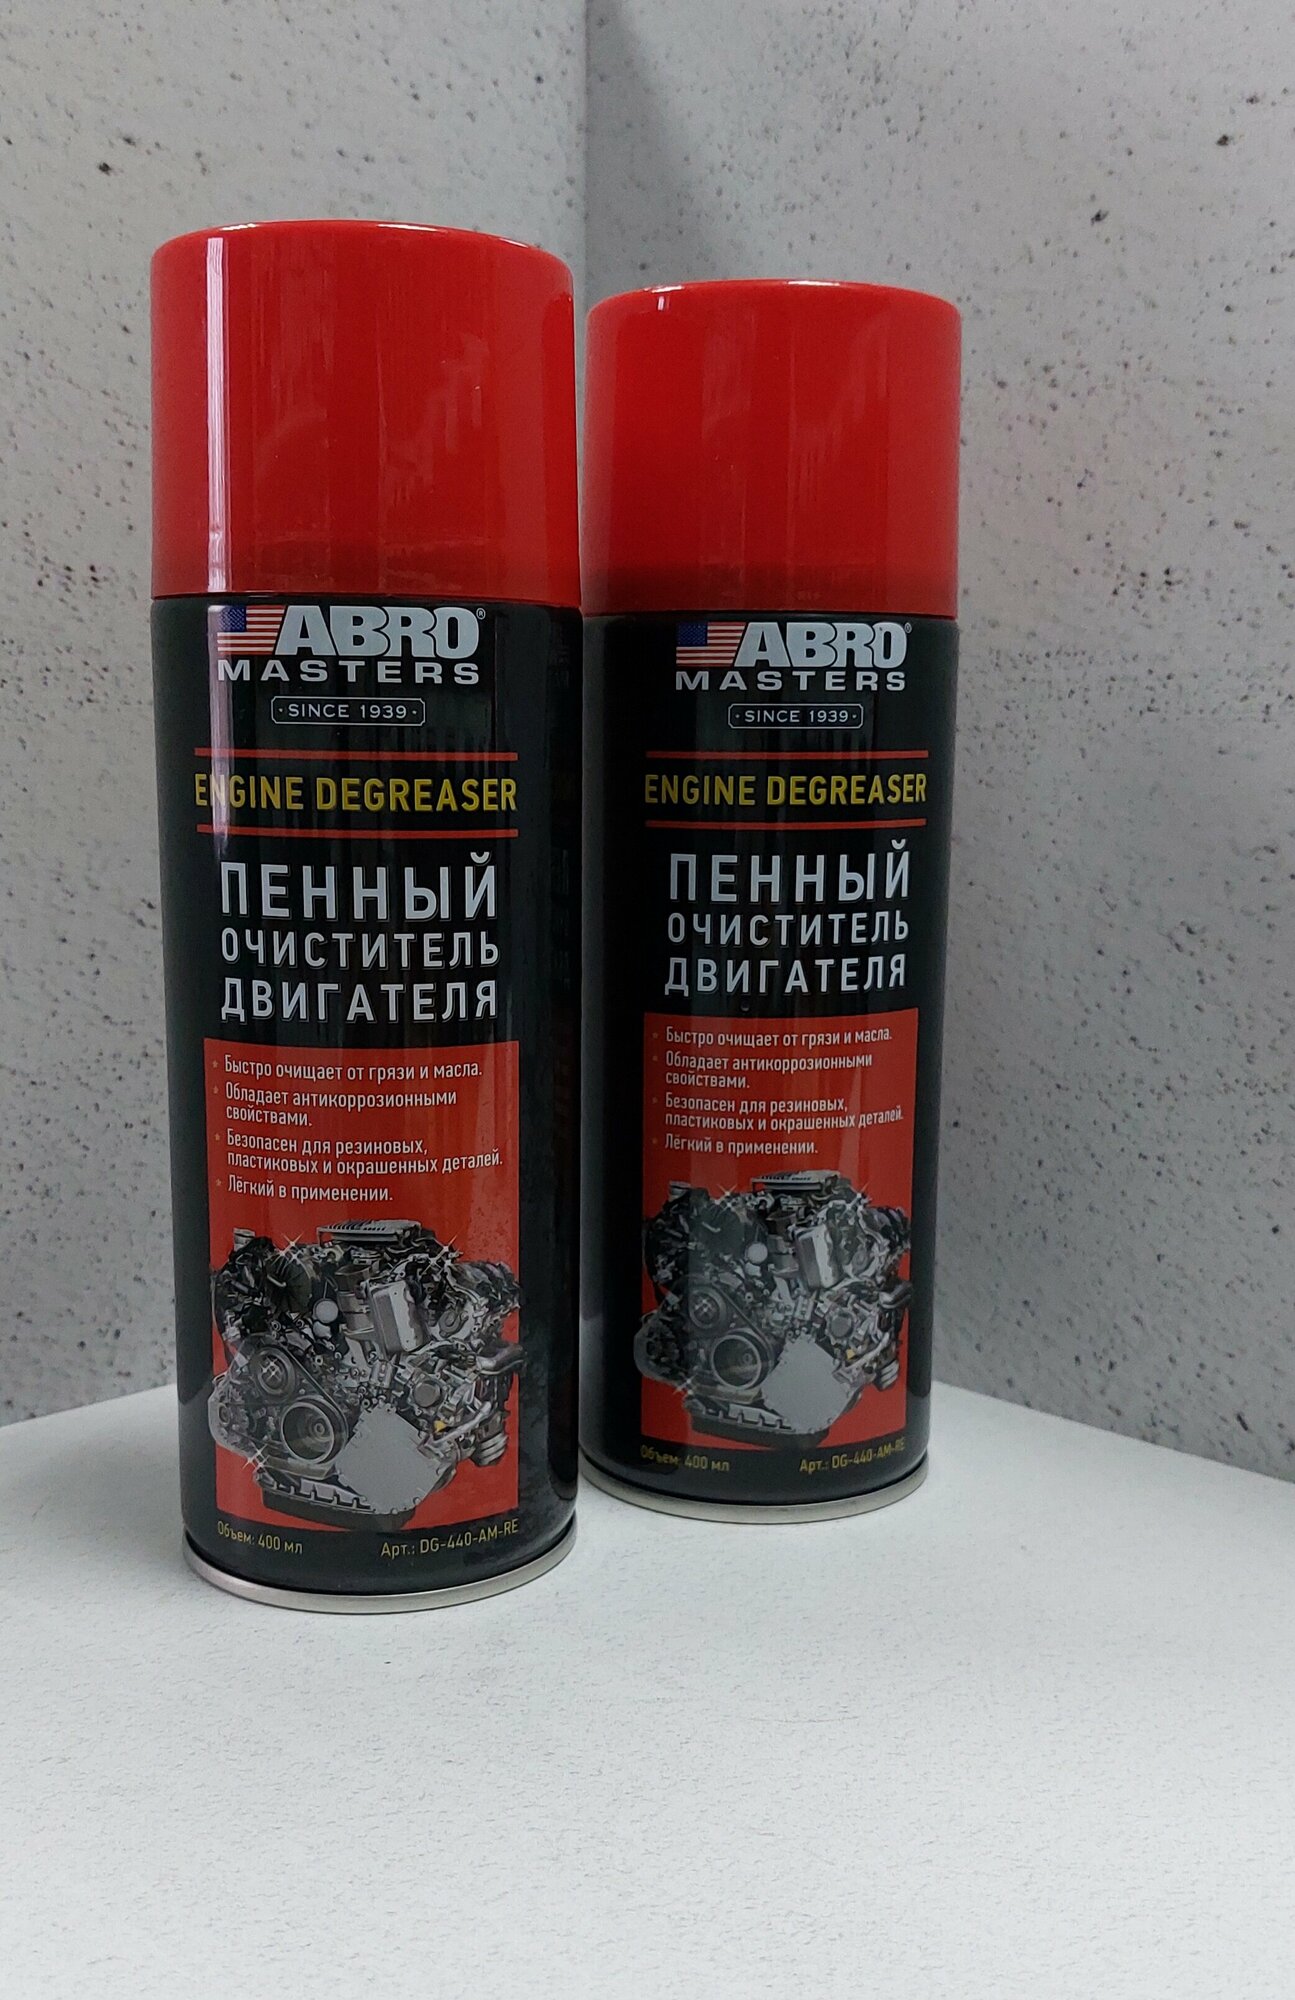 ABRO®
MASTERS
· SINCE 1939 ·
ENGINE DEGREASER
ПЕННЫЙ
ОЧИСТИТЕЛЬ
ДВИГАТЕЛЯ
* Быстро очищает от грязи и масла.
* Обладает антикоррозионными
свойствами.
* Безопасен для резиновых,
пластиковых и окрашенных деталей.
* Лёгкий в применении.
Объем: 400 мл Арт.: DG-440-AM-RE
ABRO®
MASTERS
· SINCE 1939 ·
ENGINE DEGREASER
ПЕННЫЙ
ОЧИСТИТЕЛЬ
ДВИГАТЕЛЯ
* Быстро очищает от грязи и масла.
* Обладает антикоррозионными
свойствами.
* Безопасен для резиновых,
пластиковых и окрашенных деталей.
* Лёгкий в применении.
Объем: 400 мл Арт.: DG-440-AM-RE